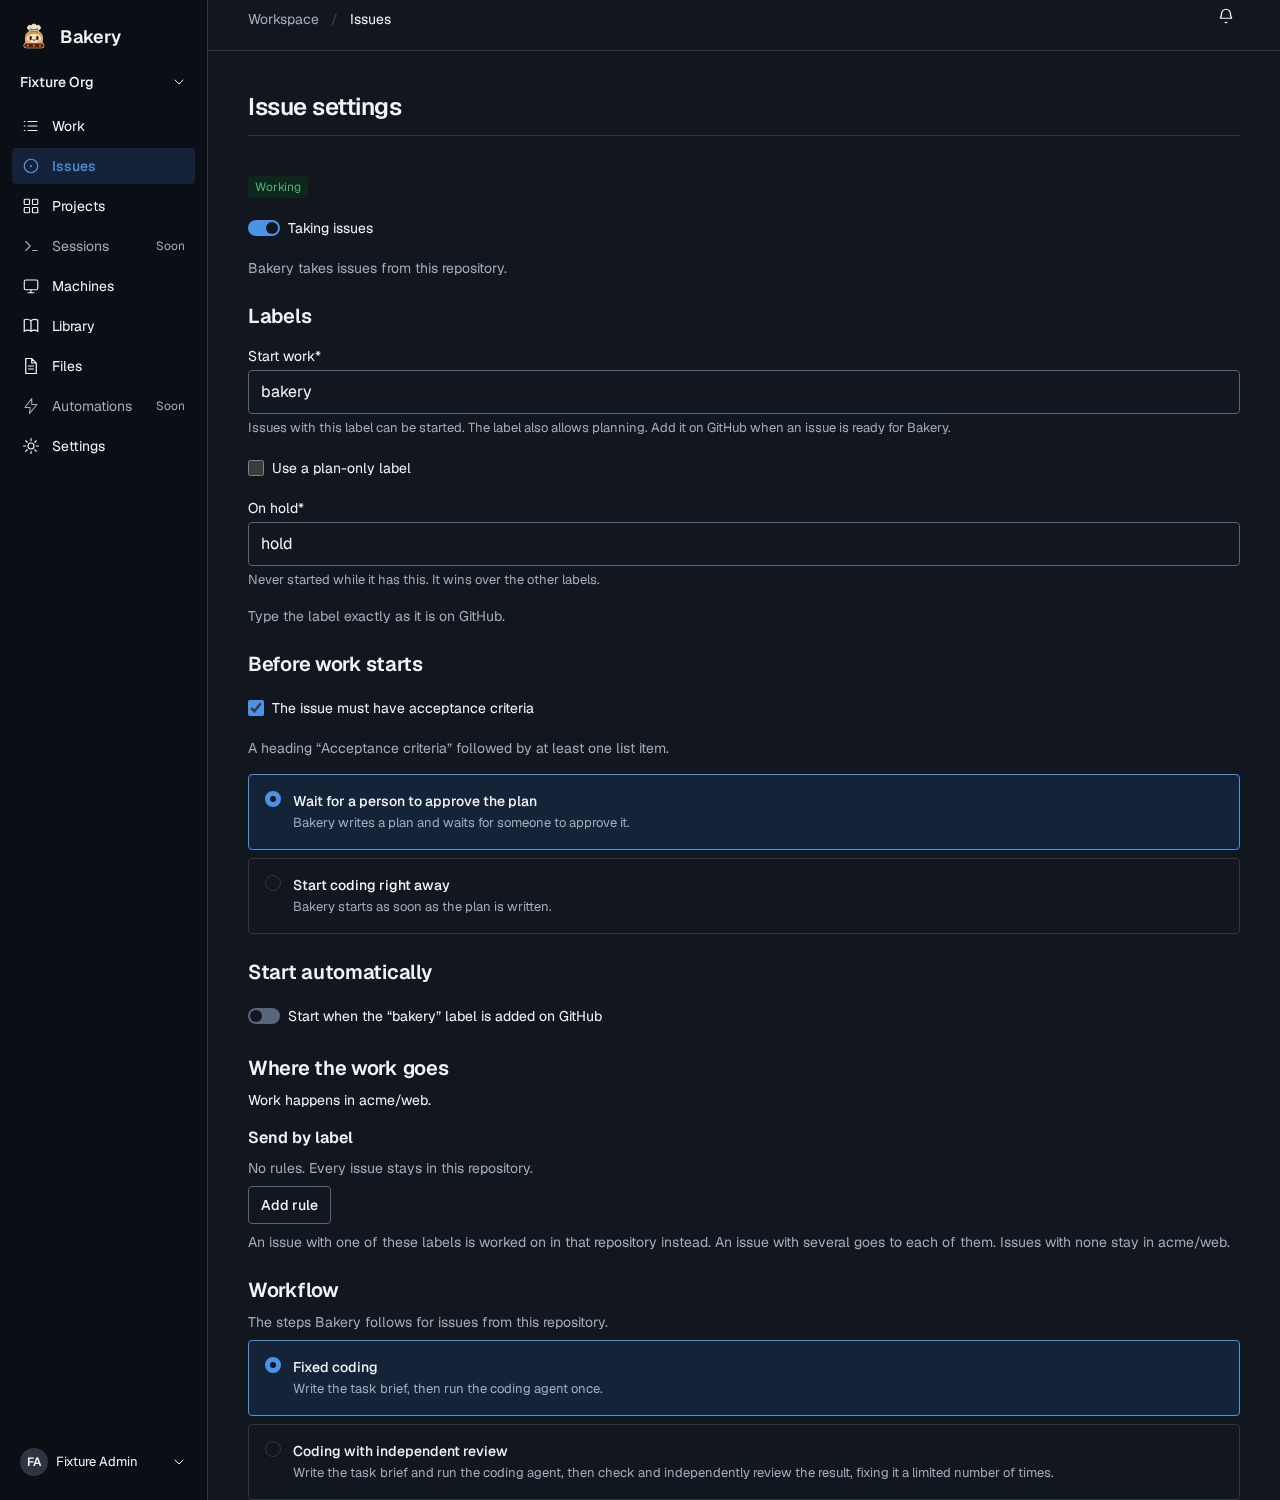 Bakery
Fixture Org
Work
Issues
Projects
Sessions Soon
Machines
Library
Files
Automations Soon
Settings
FA Fixture Admin
Workspace / Issues
Issue settings
Working
Taking issues
Bakery takes issues from this repository.
Labels
Start work*
bakery
Issues with this label can be started. The label also allows planning. Add it on GitHub when an issue is ready for Bakery.
Use a plan-only label
On hold*
hold
Never started while it has this. It wins over the other labels.
Type the label exactly as it is on GitHub.
Before work starts
The issue must have acceptance criteria
A heading “Acceptance criteria” followed by at least one list item.
Wait for a person to approve the plan
Bakery writes a plan and waits for someone to approve it.
Start coding right away
Bakery starts as soon as the plan is written.
Start automatically
Start when the “bakery” label is added on GitHub
Where the work goes
Work happens in acme/web.
Send by label
No rules. Every issue stays in this repository.
Add rule
An issue with one of these labels is worked on in that repository instead. An issue with several goes to each of them. Issues with none stay in acme/web.
Workflow
The steps Bakery follows for issues from this repository.
Fixed coding
Write the task brief, then run the coding agent once.
Coding with independent review
Write the task brief and run the coding agent, then check and independently review the result, fixing it a limited number of times.